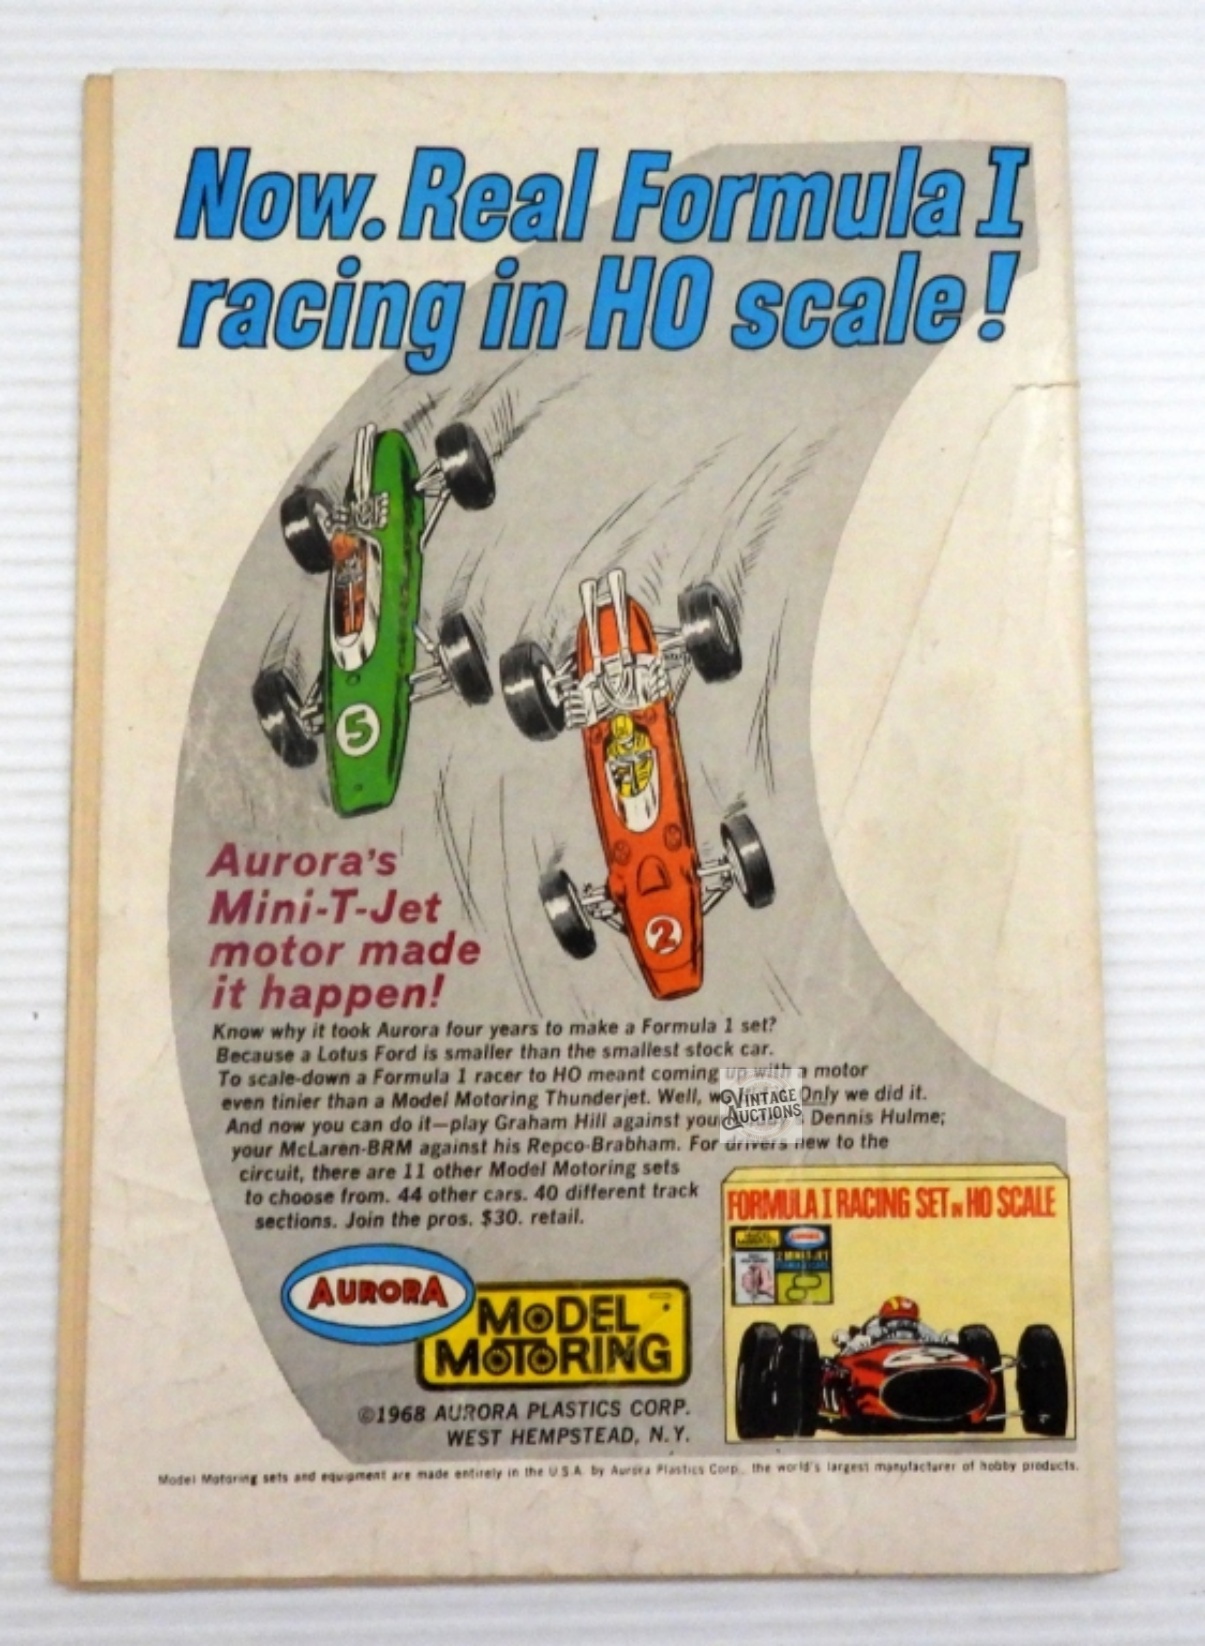 Now. Real Formula I
racing in HO scale!
5
2
Aurora's
Mini-T-Jet
motor made
it happen!
Know why it took Aurora four years to make a Formula 1 set?
Because a Lotus Ford is smaller than the smallest stock car.
To scale-down a Formula 1 racer to HO meant coming up with a motor
even tinier than a Model Motoring Thunderjet. Well, Only we did it.
And now you can do it—play Graham Hill against Dennis Hulme;
your McLaren-BRM against his Repco-Brabham. For drivers new to the
circuit, there are 11 other Model Motoring sets
to choose from. 44 other cars. 40 different track
sections. Join the pros. $30. retail.
VINTAGE
AUCTIONS
FORMULA I RACING SET IN HO SCALE
AURORA
MODEL
MOTORING
©1968 AURORA PLASTICS CORP.
WEST HEMPSTEAD, N.Y.
Model Motoring sets and equipment are made entirely in the U.S.A. by Aurora Plastics Corp., the world's largest manufacturer of hobby products.